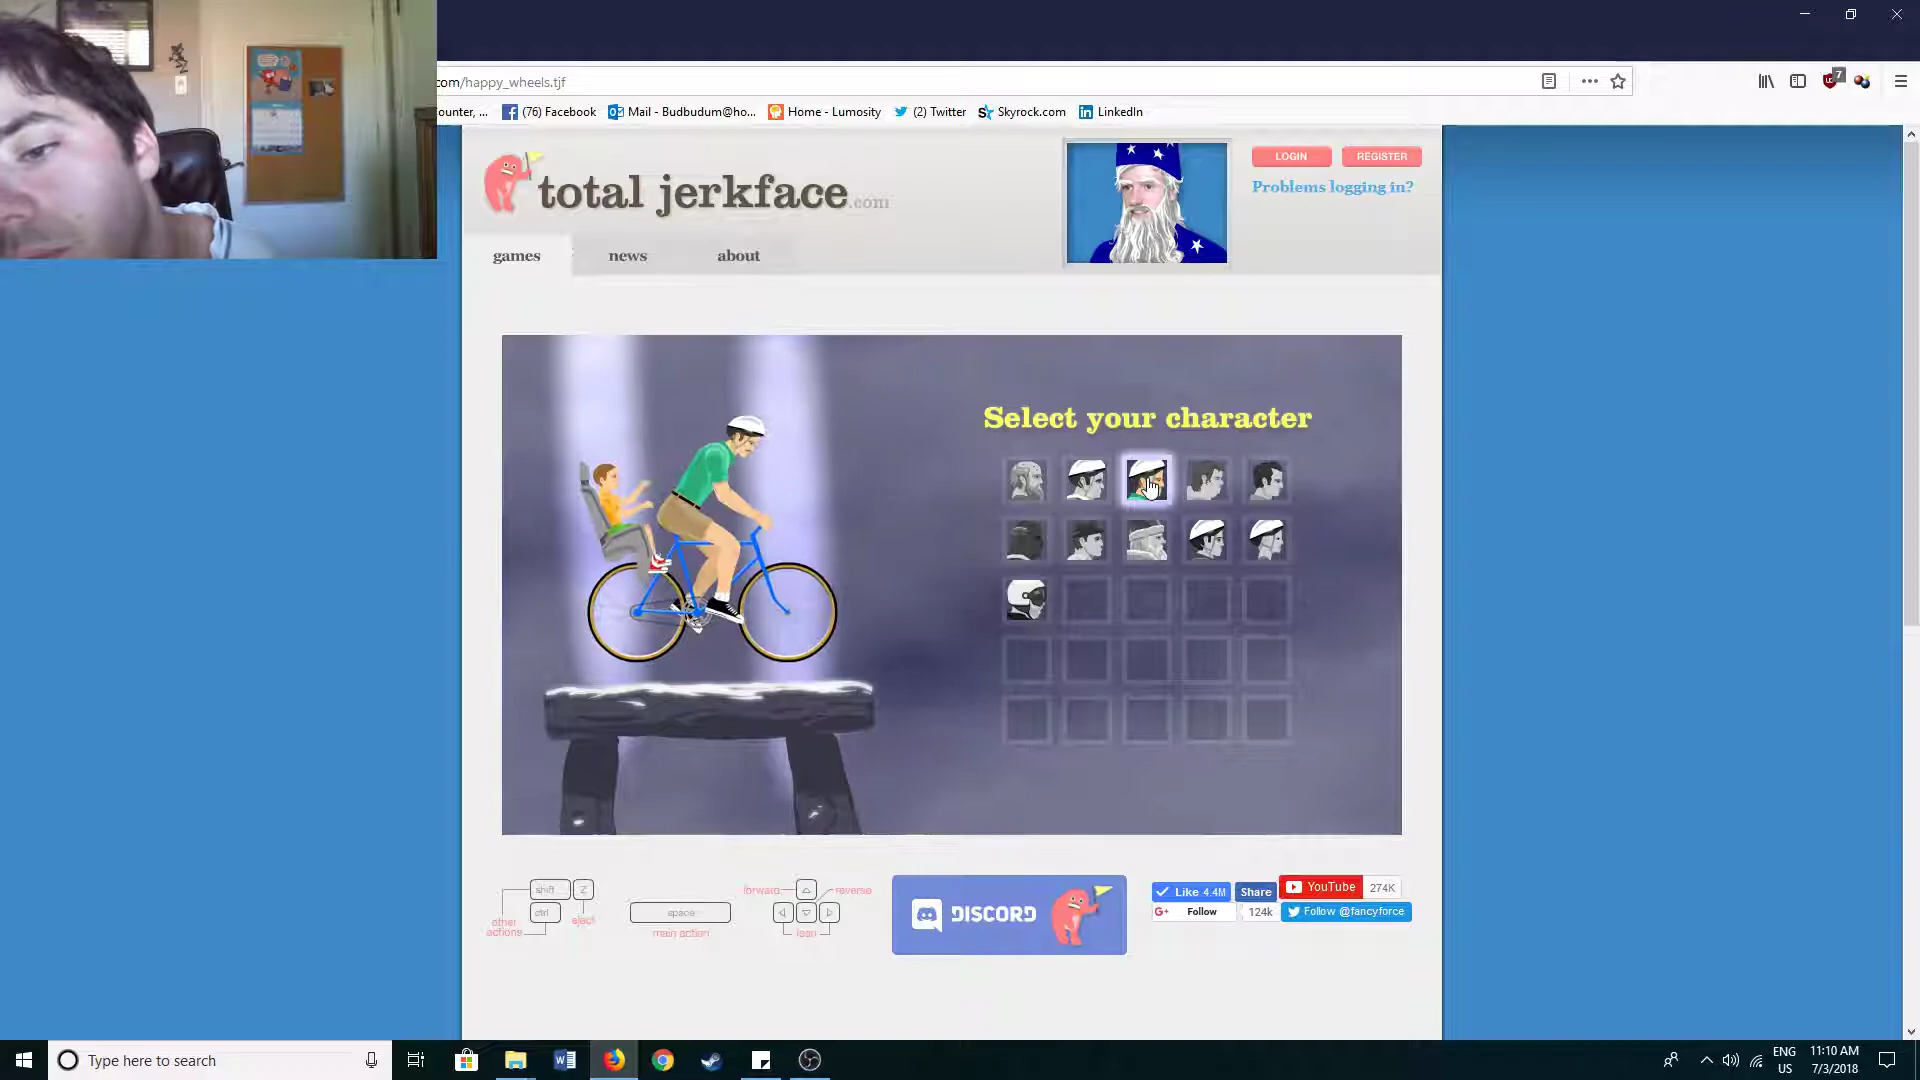 com/happy_wheels.tjf
7
ounter, ...
(76) Facebook
Mail - Budbudum@ho...
Home - Lumosity
(2) Twitter
Skyrock.com
LinkedIn
total jerkface.com
LOGIN
REGISTER
Problems logging in?
games
news
about
Select your character
shift
Z
ctrl
other
actions
eject
space
main action
forward
reverse
lean
DISCORD
Like 4.4M
Share
YouTube
274K
G+
Follow
124k
Follow @fancyforce
Type here to search
ENG
US
11:10 AM
7/3/2018